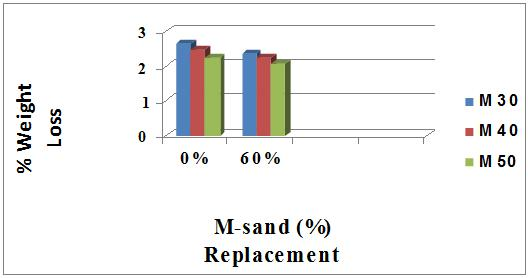 3
2
1
0
% Weight
Loss
0%
60%
M-sand (%)
Replacement
M 30
M 40
M 50